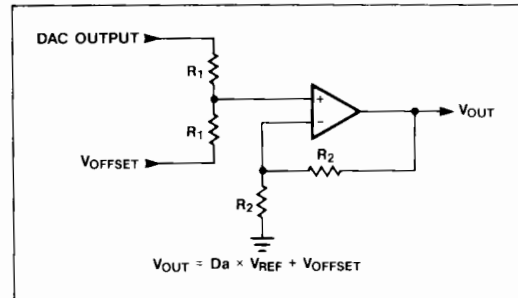 DAC OUTPUT
R₁
R₁
VOFFSET
+
−
VOUT
R₂
R₂
VOUT = Da × VREF + VOFFSET